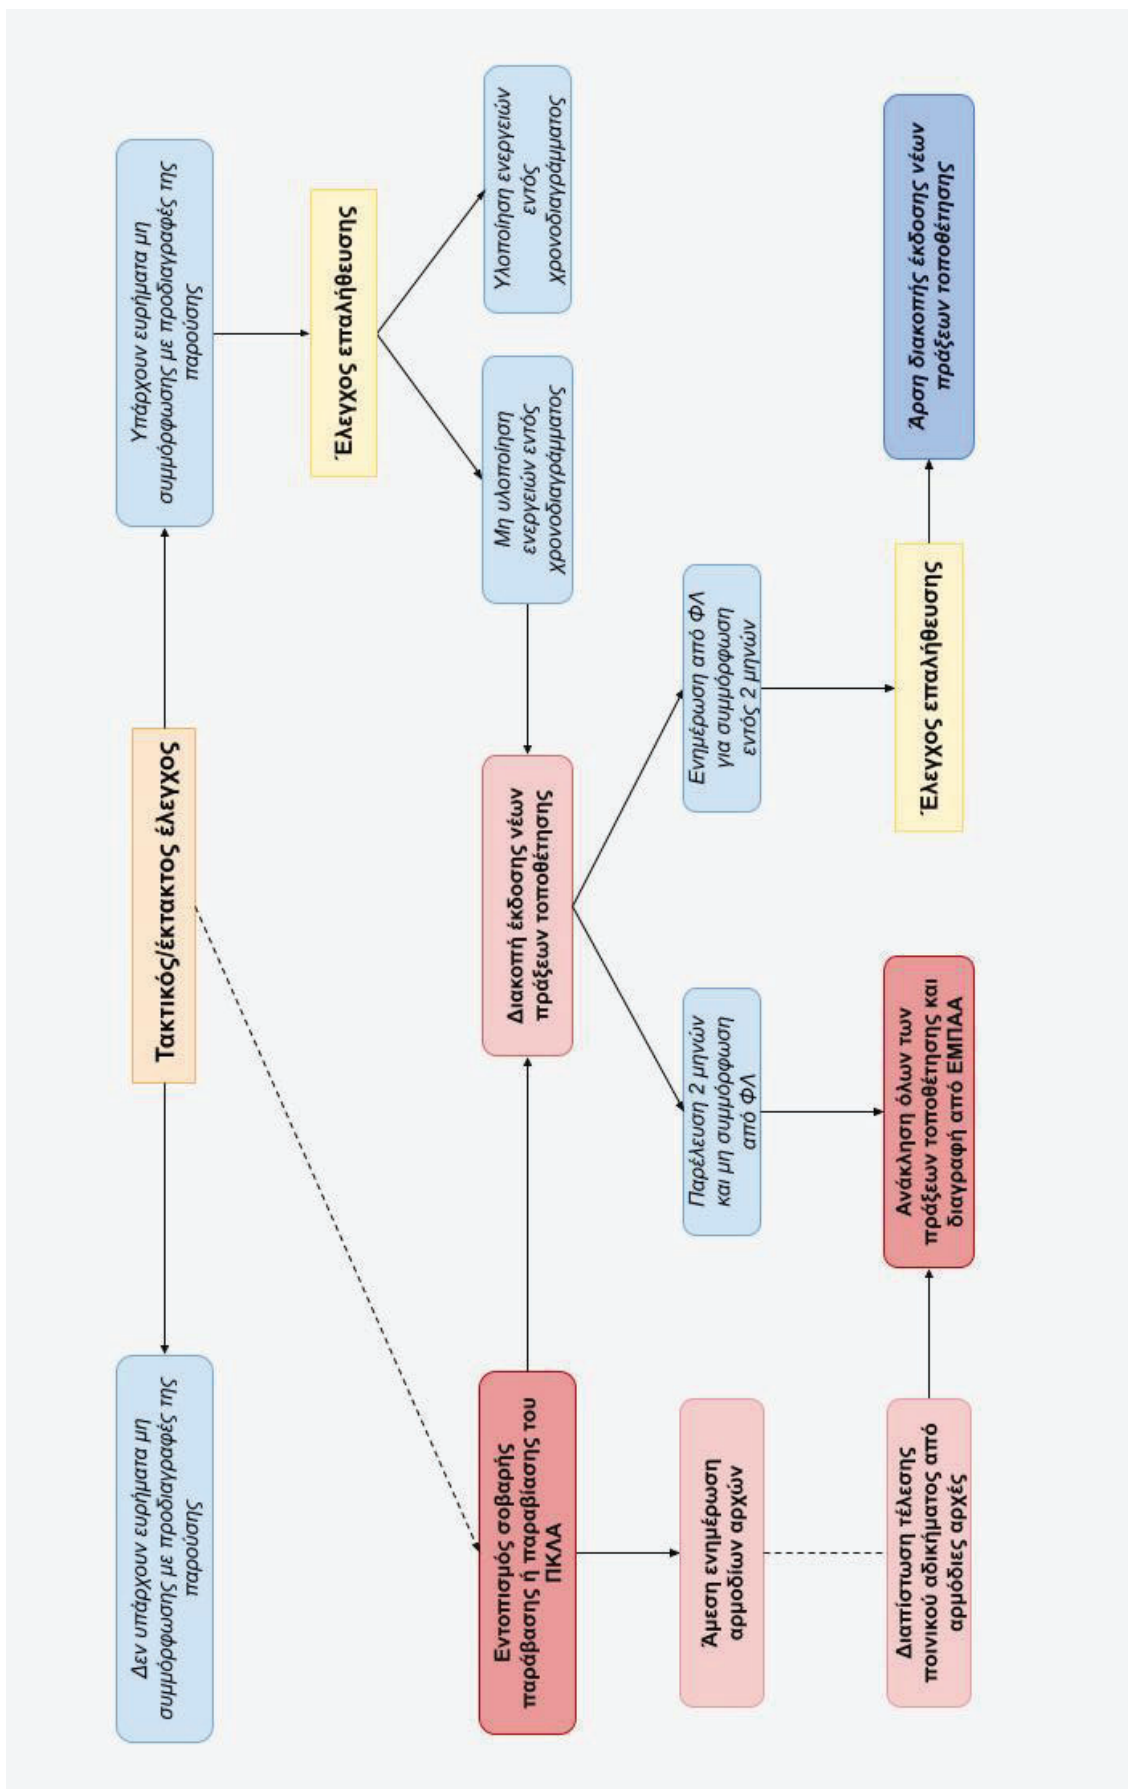 Δεν υπάρχουν ευρήματα μη
συμμόρφωσης με προδιαγραφές της
παρούσης
Τακτικός/έκτακτος έλεγχος
Υπάρχουν ευρήματα μη
συμμόρφωσης με προδιαγραφές της
παρούσης
Έλεγχος επαλήθευσης
Εντοπισμός σοβαρής
παράβασης ή παραβίασης του
ΠΚΛΑ
Διακοπή έκδοσης νέων
πράξεων τοποθέτησης
Μη υλοποίηση
ενεργειών εντός
χρονοδιαγράμματος
Υλοποίηση ενεργειών
εντός
χρονοδιαγράμματος
Άμεση ενημέρωση
αρμοδίων αρχών
Παρέλευση 2 μηνών
και μη συμμόρφωση
από ΦΛ
Ενημέρωση από ΦΛ
για συμμόρφωση
εντός 2 μηνών
Διαπίστωση τέλεσης
ποινικού αδικήματος από
αρμόδιες αρχές
Ανάκληση όλων των
πράξεων τοποθέτησης και
διαγραφή από ΕΜΠΑΑ
Έλεγχος επαλήθευσης
Άρση διακοπής έκδοσης νέων
πράξεων τοποθέτησης